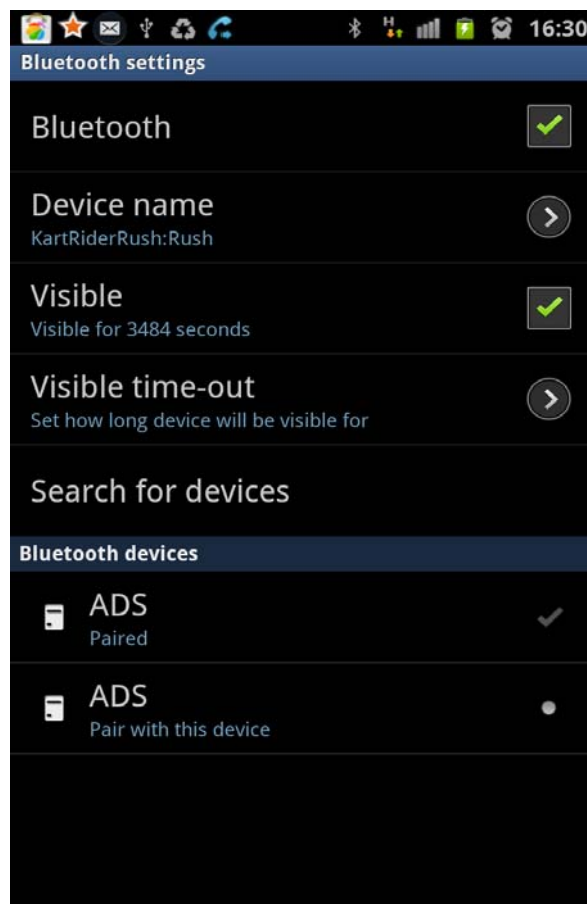 H 16:30
Bluetooth settings
Bluetooth
Device name
KartRiderRush:Rush
Visible
Visible for 3484 seconds
Visible time-out
Set how long device will be visible for
Search for devices
Bluetooth devices
ADS
Paired
ADS
Pair with this device